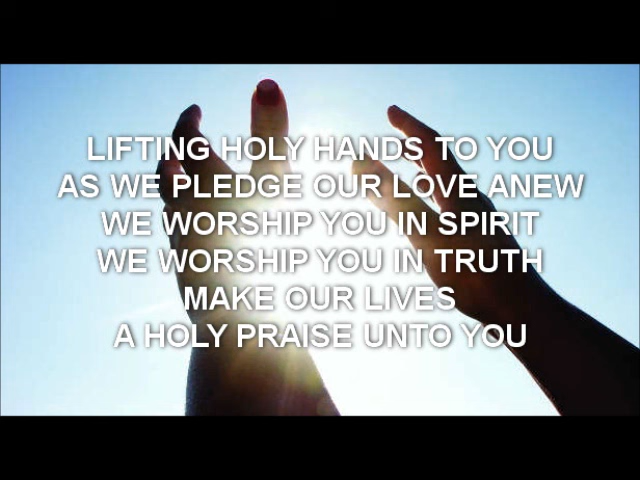 LIFTING HOLY HANDS TO YOU
AS WE PLEDGE OUR LOVE ANEW
WE WORSHIP YOU IN SPIRIT
WE WORSHIP YOU IN TRUTH
MAKE OUR LIVES
A HOLY PRAISE UNTO YOU